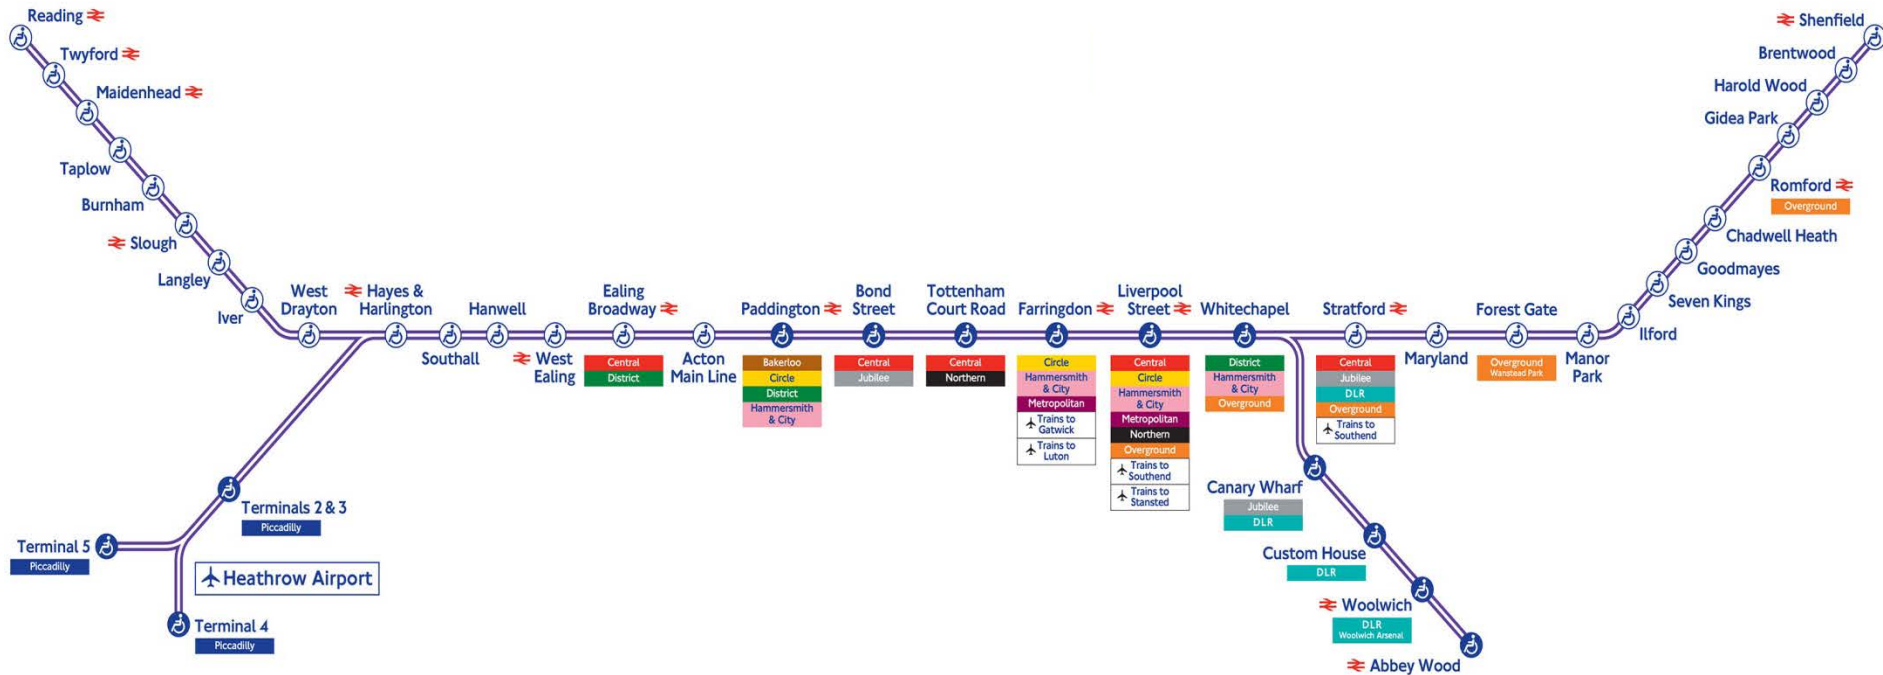 Reading
Twyford
Maidenhead
Taplow
Burnham
Slough
Langley
Iver
West
Drayton
Hayes &
Harlington
Southall
Hanwell
West
Ealing
Ealing
Broadway
Central
District
Acton
Main Line
Paddington
Bakerloo
Circle
District
Hammersmith
& City
Bond
Street
Central
Jubilee
Tottenham
Court Road
Central
Northern
Farringdon
Circle
Hammersmith
& City
Metropolitan
Trains to
Gatwick
Trains to
Luton
Liverpool
Street
Central
Circle
Hammersmith
& City
Metropolitan
Northern
Overground
Trains to
Southend
Trains to
Stansted
Whitechapel
District
Hammersmith
& City
Overground
Stratford
Central
Jubilee
DLR
Overground
Trains to
Southend
Maryland
Forest Gate
Overground
Wanstead Park
Manor
Park
Ilford
Seven Kings
Goodmayes
Chadwell Heath
Romford
Overground
Gidea Park
Harold Wood
Brentwood
Shenfield
Terminals 2 & 3
Piccadilly
Terminal 5
Piccadilly
Heathrow Airport
Terminal 4
Piccadilly
Canary Wharf
Jubilee
DLR
Custom House
DLR
Woolwich
DLR
Woolwich Arsenal
Abbey Wood